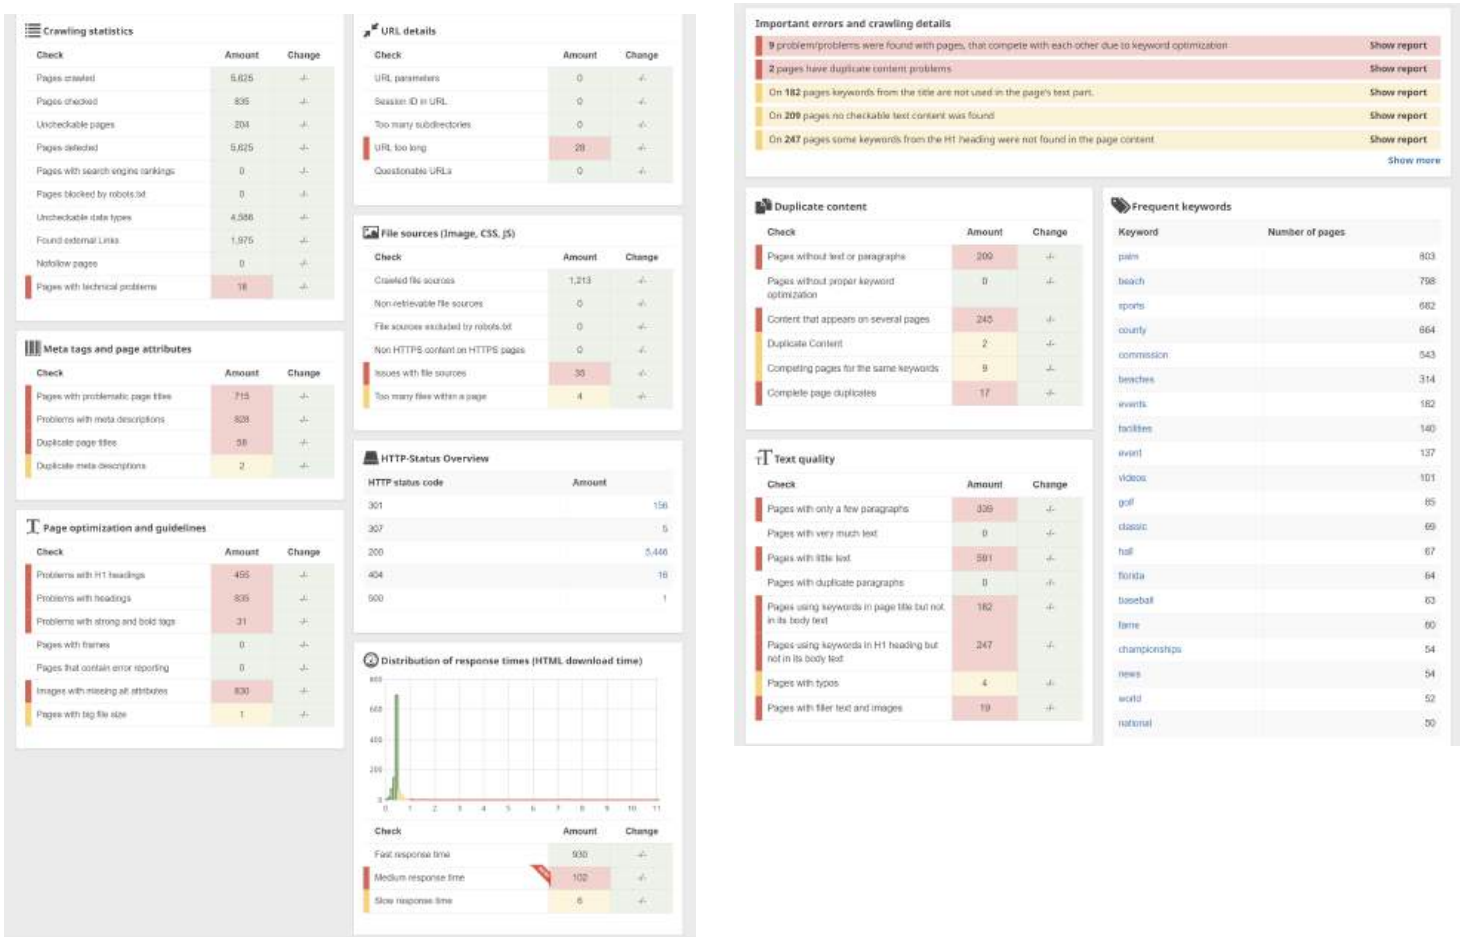 Crawling statistics
Check Amount Change
Pages crawled 5,625 -/-
Pages checked 835 -/-
Uncheckable pages 204 -/-
Pages detected 5,625 -/-
Pages with search engine rankings 0 -/-
Pages blocked by robots.txt 0 -/-
Uncheckable data types 4,586 -/-
Found external Links 1,975 -/-
Nofollow pages 0 -/-
Pages with technical problems 18 -/-
Meta tags and page attributes
Check Amount Change
Pages with problematic page titles 715 -/-
Problems with meta descriptions 828 -/-
Duplicate page titles 58 -/-
Duplicate meta descriptions 2 -/-
Page optimization and guidelines
Check Amount Change
Problems with H1 headings 455 -/-
Problems with headings 835 -/-
Problems with strong and bold tags 31 -/-
Pages with frames 0 -/-
Pages that contain error reporting 0 -/-
Images with missing alt attributes 830 -/-
Pages with big file size 1 -/-
URL details
Check Amount Change
URL parameters 0 -/-
Session ID in URL 0 -/-
Too many subdirectories 0 -/-
URL too long 28 -/-
Questionable URLs 0 -/-
File sources (Image, CSS, JS)
Check Amount Change
Crawled file sources 1,213 -/-
Non-retrievable file sources 0 -/-
File sources excluded by robots.txt 0 -/-
Non HTTPS content on HTTPS pages 0 -/-
Issues with file sources 35 -/-
Too many files within a page 4 -/-
HTTP-Status Overview
HTTP status code Amount
301 156
307 5
200 5,446
404 16
500 1
Distribution of response times (HTML download time)
800
600
400
200
0
0 1 2 3 4 5 6 7 8 9 10 11
Check Amount Change
Fast response time 930 -/-
Medium response time 102 -/-
Slow response time 6 -/-
Important errors and crawling details
9 problem/problems were found with pages, that compete with each other due to keyword optimization Show report
2 pages have duplicate content problems Show report
On 182 pages keywords from the title are not used in the page's text part. Show report
On 209 pages no checkable text content was found Show report
On 247 pages some keywords from the H1 heading were not found in the page content Show report
Show more
Duplicate content
Check Amount Change
Pages without text or paragraphs 209 -/-
Pages without proper keyword
optimization 0 -/-
Content that appears on several pages 245 -/-
Duplicate Content 2 -/-
Competing pages for the same keywords 9 -/-
Complete page duplicates 17 -/-
Text quality
Check Amount Change
Pages with only a few paragraphs 339 -/-
Pages with very much text 0 -/-
Pages with little text 591 -/-
Pages with duplicate paragraphs 0 -/-
Pages using keywords in page title but not 182 -/-
in its body text
Pages using keywords in H1 heading but 247 -/-
not in its body text
Pages with typos 4 -/-
Pages with filler text and images 19 -/-
Frequent keywords
Keyword Number of pages
palm 803
beach 798
sports 682
county 664
commission 543
beaches 314
events 182
facilities 140
event 137
videos 101
golf 85
classic 69
hall 67
florida 64
baseball 63
fame 60
championships 54
news 54
world 52
national 50